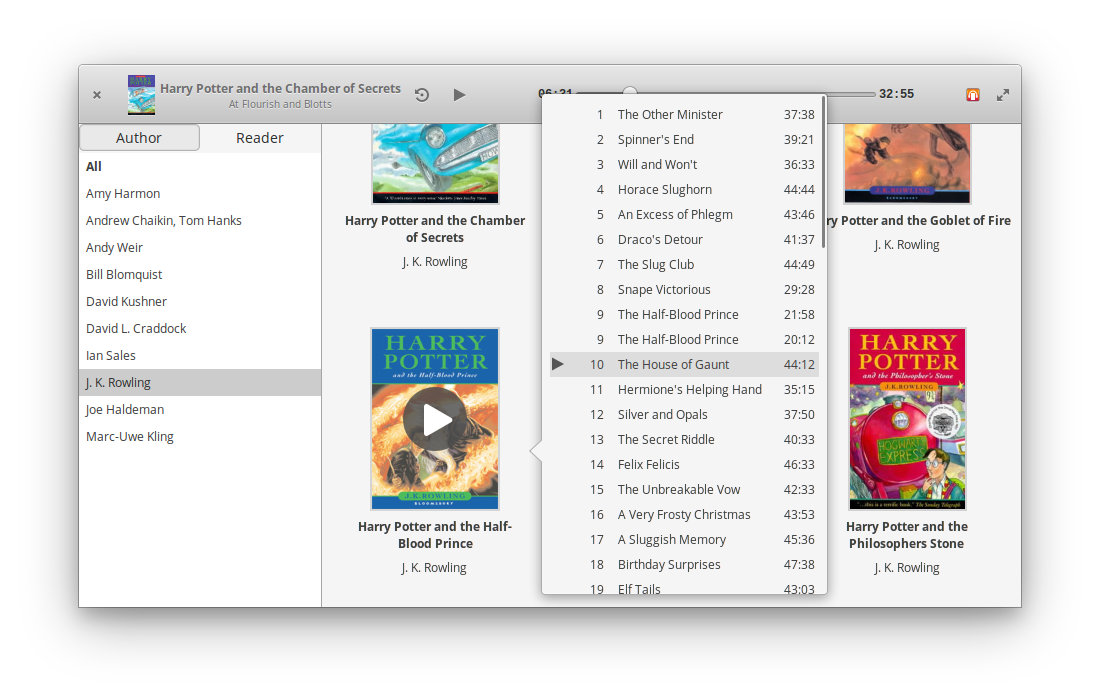 Harry Potter and the Chamber of Secrets
At Flourish and Blotts
06:31
32:55
Author
Reader
All
Amy Harmon
Andrew Chaikin, Tom Hanks
Andy Weir
Bill Blomquist
David Kushner
David L. Craddock
Ian Sales
J. K. Rowling
Joe Haldeman
Marc-Uwe Kling
Harry Potter and the Chamber
of Secrets
J. K. Rowling
HARRY
POTTER
and the Half-Blood Prince
J.K.ROWLING
BLOOMSBURY
Harry Potter and the Half-
Blood Prince
J. K. Rowling
1 The Other Minister 37:38
2 Spinner's End 39:21
3 Will and Won't 36:33
4 Horace Slughorn 44:44
5 An Excess of Phlegm 43:46
6 Draco's Detour 41:37
7 The Slug Club 44:49
8 Snape Victorious 29:28
9 The Half-Blood Prince 21:58
9 The Half-Blood Prince 20:12
10 The House of Gaunt 44:12
11 Hermione's Helping Hand 35:15
12 Silver and Opals 37:50
13 The Secret Riddle 40:33
14 Felix Felicis 46:33
15 The Unbreakable Vow 42:33
16 A Very Frosty Christmas 43:53
17 A Sluggish Memory 45:36
18 Birthday Surprises 47:38
19 Elf Tails 43:03
J.K.ROWLING
BLOOMSBURY
ry Potter and the Goblet of Fire
J. K. Rowling
HARRY
POTTER
and the Philosopher's Stone
J.K.ROWLING
HOGWARTS
EXPRESS
"...this is a terrific book." The Sunday Telegraph
Harry Potter and the
Philosophers Stone
J. K. Rowling